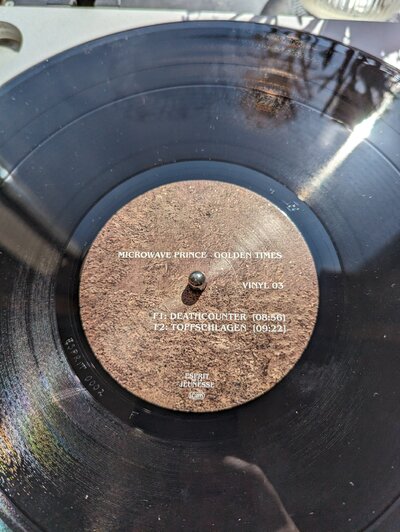 MICROWAVE PRINCE GOLDEN TIMES
VINYL 03
F1: DEATHCOUNTER [08:56]
F2: TOPFSCHLAGEN [09:22]
ESPRIT
JEUNESSE